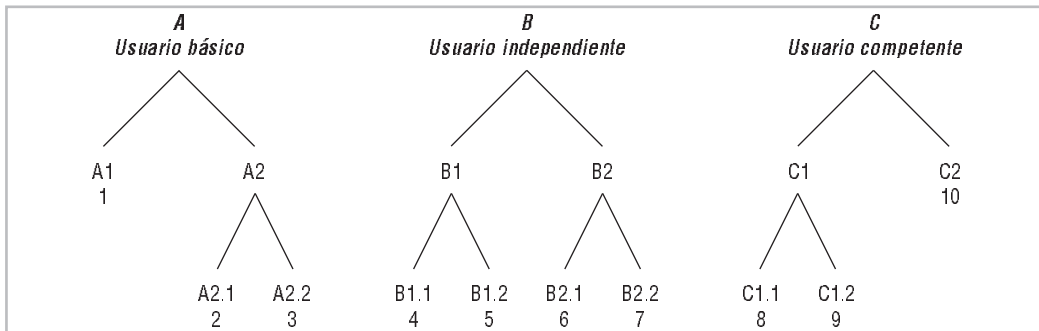 A B C
Usuario básico Usuario independiente Usuario competente
A1 A2 B1 B2 C1 C2
1 10
A2.1 A2.2 B1.1 B1.2 B2.1 B2.2 C1.1 C1.2
2 3 4 5 6 7 8 9